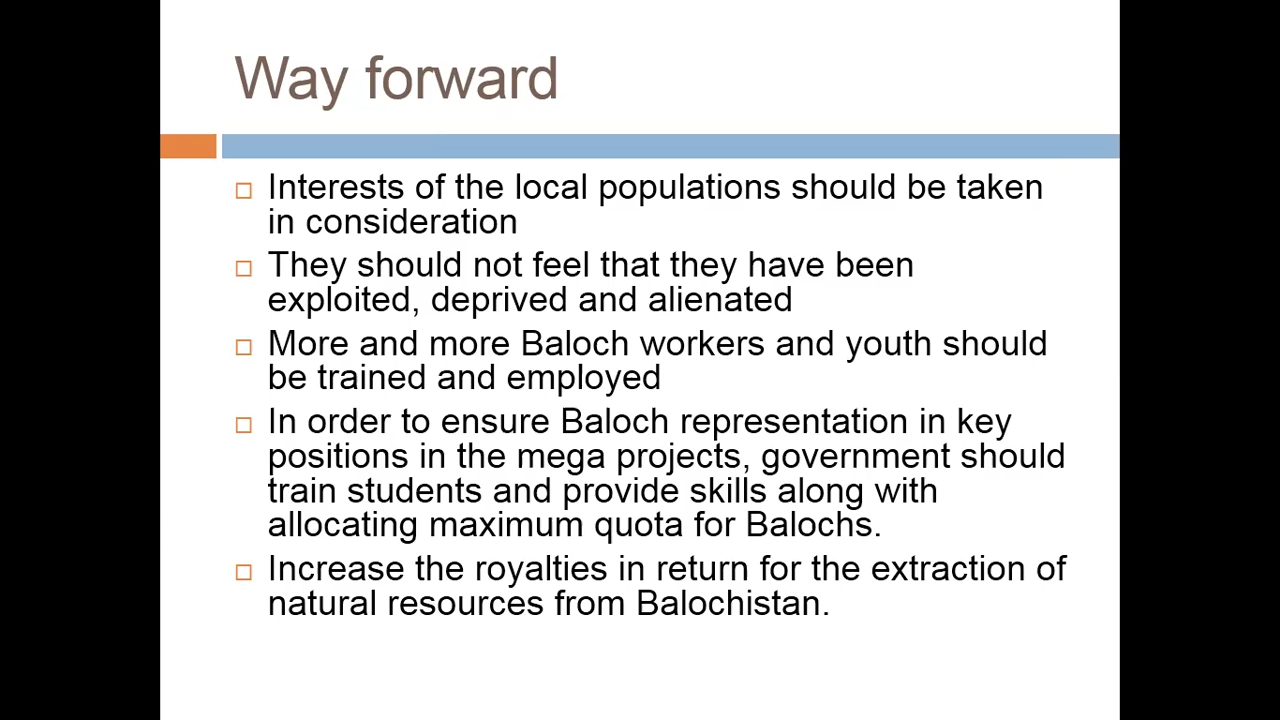 Way forward
Interests of the local populations should be taken
in consideration
They should not feel that they have been
exploited, deprived and alienated
More and more Baloch workers and youth should
be trained and employed
In order to ensure Baloch representation in key
positions in the mega projects, government should
train students and provide skills along with
allocating maximum quota for Balochs.
Increase the royalties in return for the extraction of
natural resources from Balochistan.